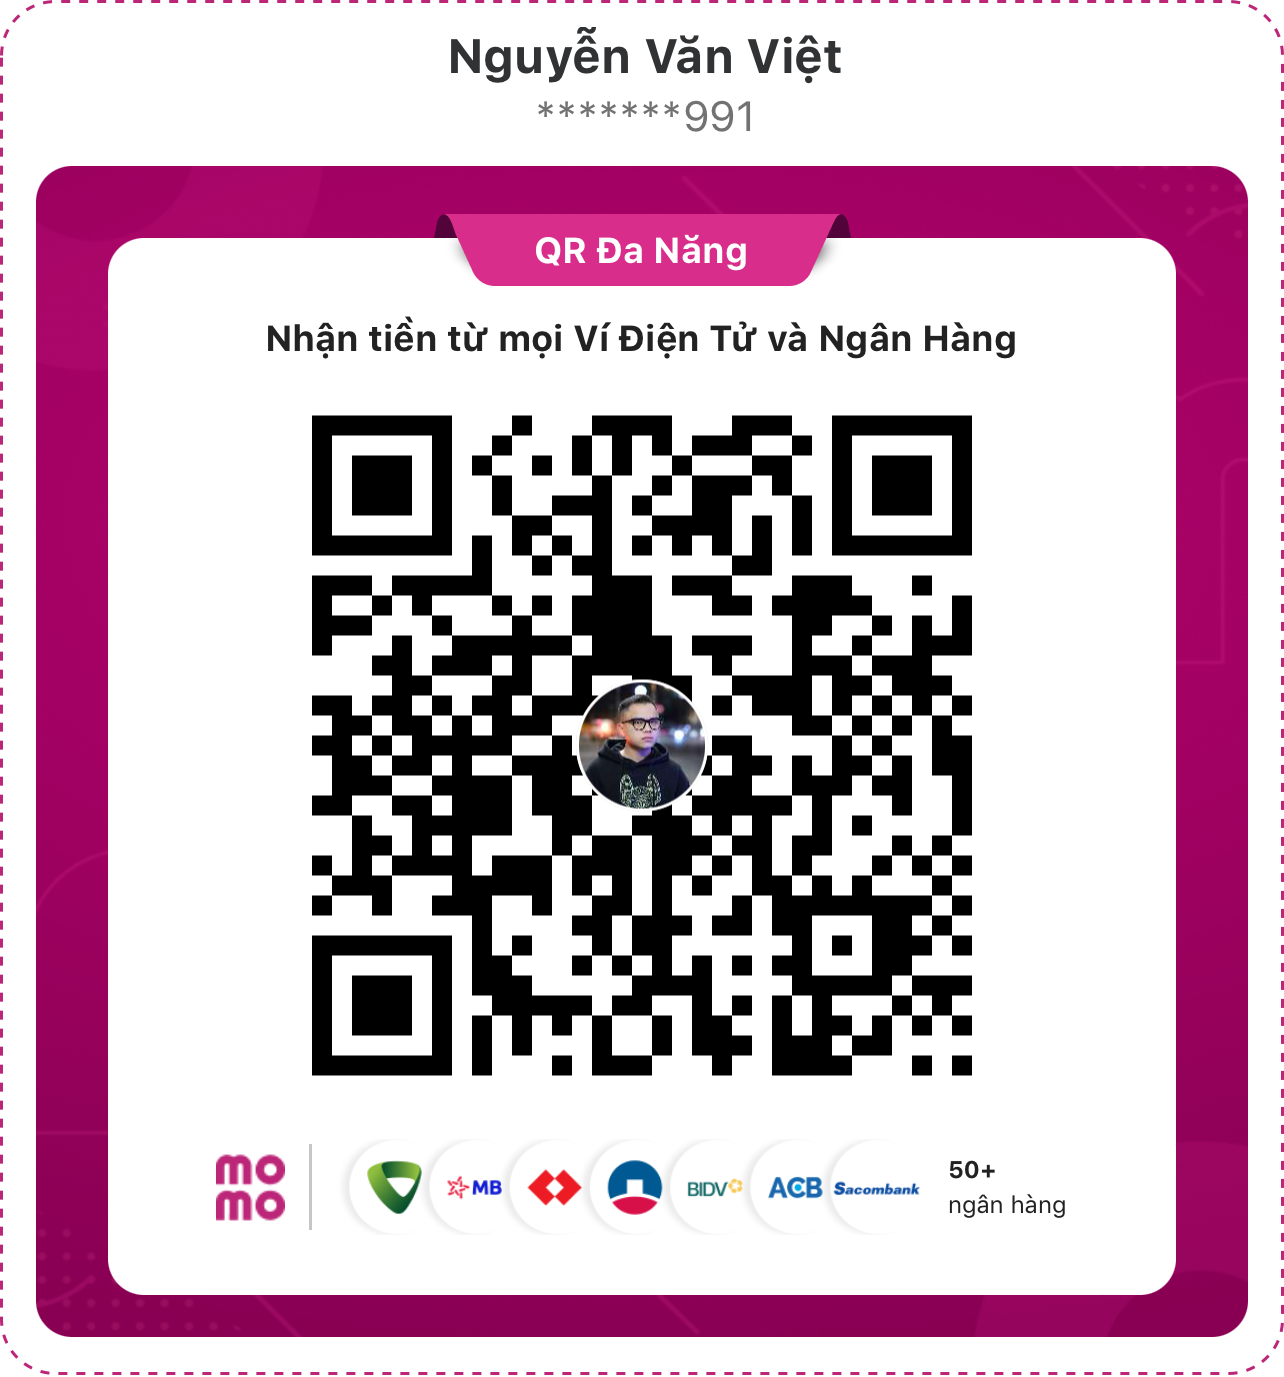 Nguyễn Văn Việt
*******991
QR Đa Năng
Nhận tiền từ mọi Ví Điện Tử và Ngân Hàng
mo
mo
MB
BIDV
ACB
Sacombank
50+
ngân hàng